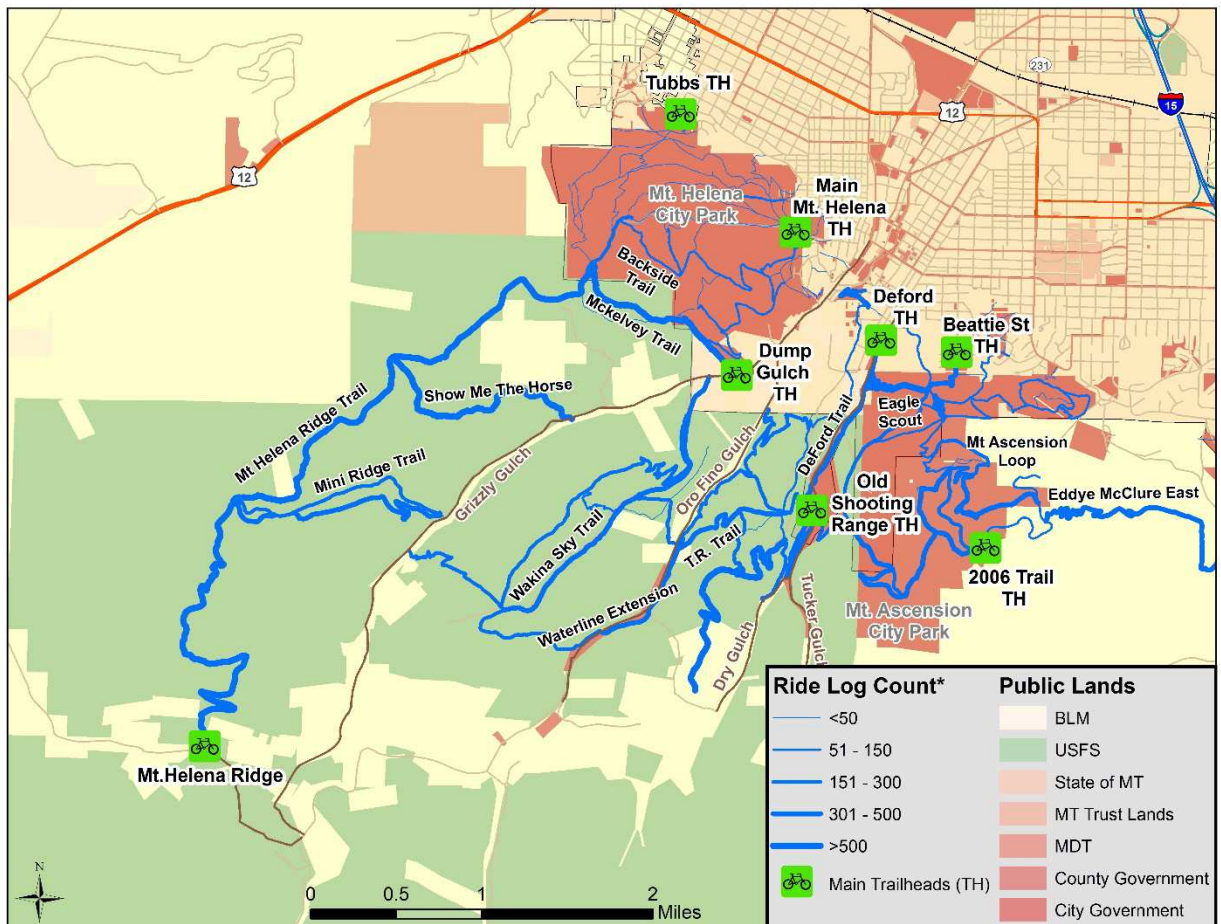 231
Tubbs TH
12
15
12
Mt. Helena
City Park
Main
Mt. Helena
TH
Backside
Trail
Mckelvey Trail
Deford
TH
Beattie St
TH
Dump
Gulch
TH
Show Me The Horse
Eagle
Scout
Mt Helena Ridge Trail
DeFord Trail
Mt Ascension
Loop
Mini Ridge Trail
Grizzly Gulch
Oro Fino Gulch
Old
Shooting
Range TH
Eddye McClure East
Wakina Sky Trail
T.R. Trail
2006 Trail
TH
Waterline Extension
Tucker Gulch
Mt. Ascension
City Park
Dry Gulch
Mt.Helena Ridge
Ride Log Count*
<50
51 - 150
151 - 300
301 - 500
>500
Main Trailheads (TH)
Public Lands
BLM
USFS
State of MT
MT Trust Lands
MDT
County Government
City Government
N
0 0.5 1 2
Miles